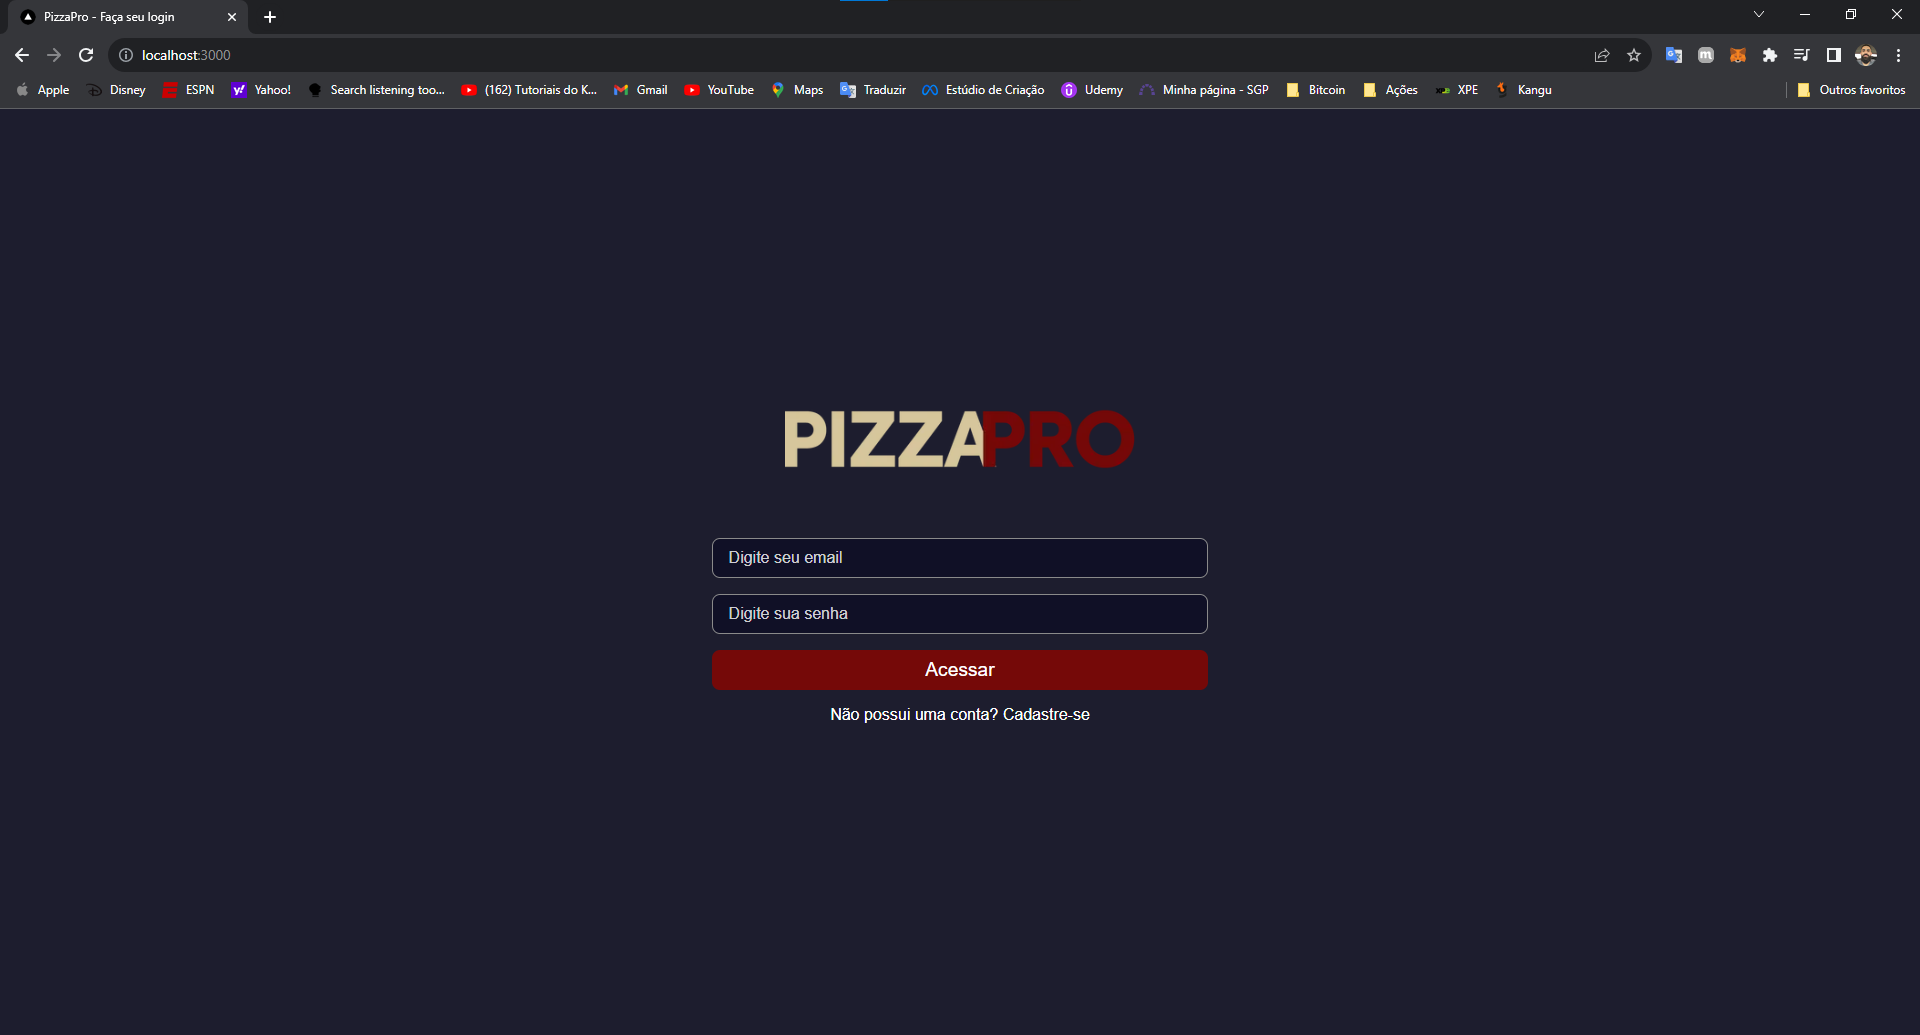 PizzaPro - Faça seu login
localhost:3000
Apple Disney ESPN Yahoo! Search listening too... (162) Tutoriais do K... Gmail YouTube Maps Traduzir Estúdio de Criação Udemy Minha página - SGP Bitcoin Ações XPE Kangu Outros favoritos
PIZZAPRO
Digite seu email
Digite sua senha
Acessar
Não possui uma conta? Cadastre-se